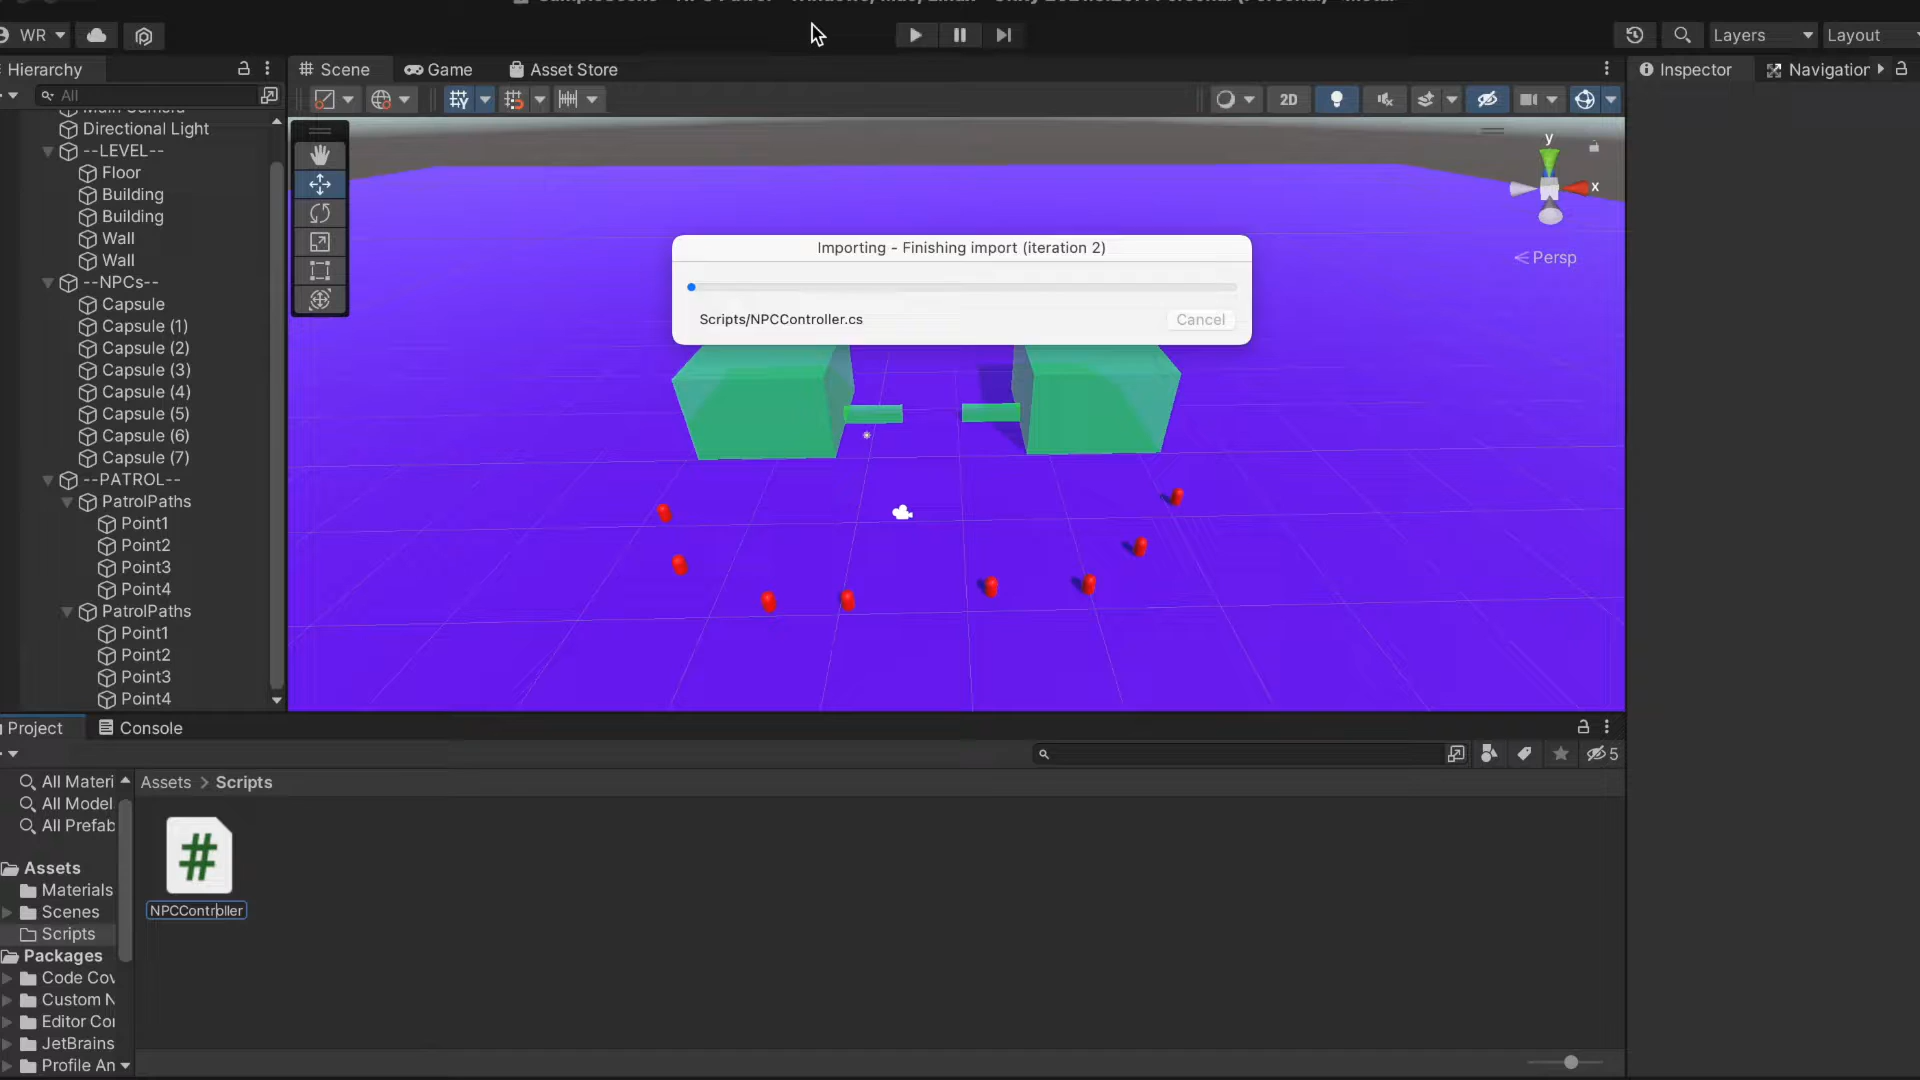 WR
Layers
Layout
Hierarchy
Scene
Game
Asset Store
Inspector
Navigation
All
2D
Main Camera
Directional Light
--LEVEL--
Floor
Building
Building
Wall
Wall
--NPCs--
Capsule
Capsule (1)
Capsule (2)
Capsule (3)
Capsule (4)
Capsule (5)
Capsule (6)
Capsule (7)
--PATROL--
PatrolPaths
Point1
Point2
Point3
Point4
PatrolPaths
Point1
Point2
Point3
Point4
y
x
Persp
Importing - Finishing import (iteration 2)
Scripts/NPCController.cs
Cancel
Project
Console
5
All Materi
All Model
All Prefab
Assets
Materials
Scenes
Scripts
Packages
Code Cov
Custom N
Editor Co
JetBrains
Profile An
Assets > Scripts
#
NPCController